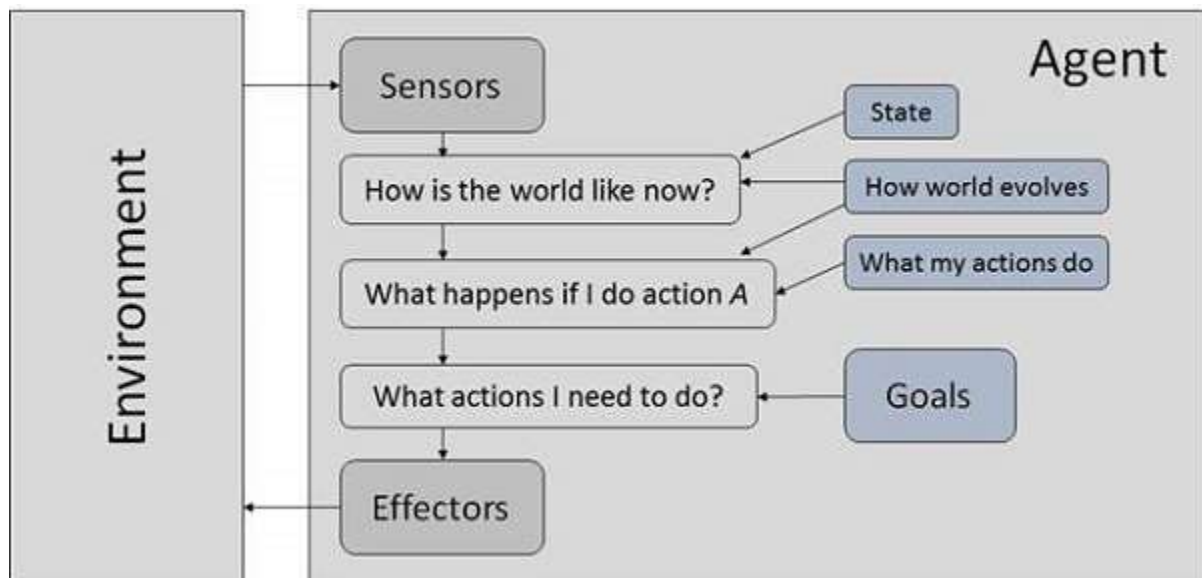 Environment
Agent
Sensors
State
How is the world like now?
How world evolves
What my actions do
What happens if I do action A
What actions I need to do?
Goals
Effectors